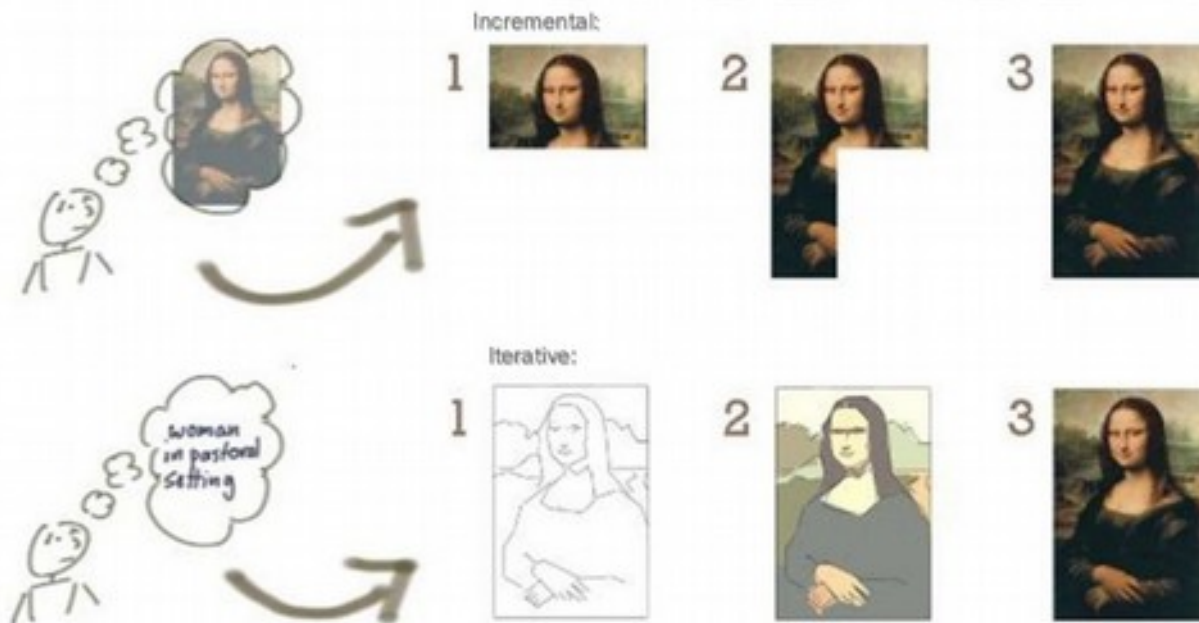 Incremental:
1 2 3
Iterative:
woman
in pastoral
setting
1 2 3